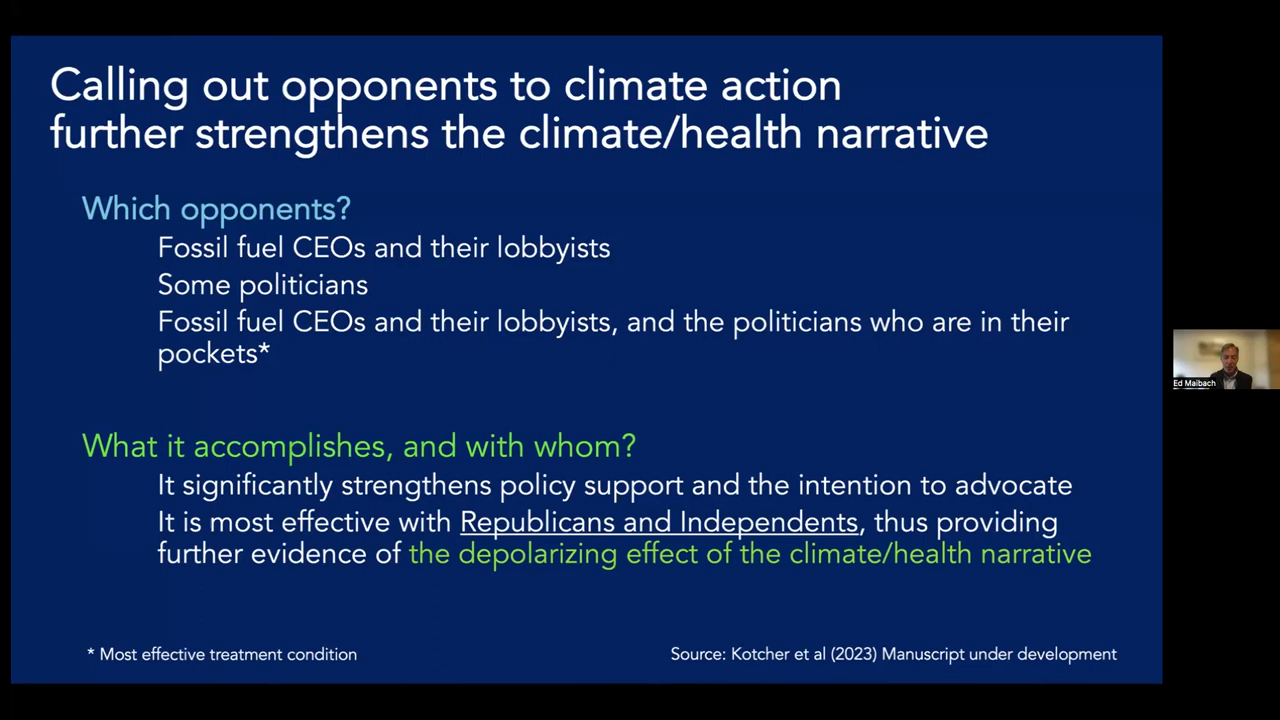 Calling out opponents to climate action
further strengthens the climate/health narrative
Which opponents?
Fossil fuel CEOs and their lobbyists
Some politicians
Fossil fuel CEOs and their lobbyists, and the politicians who are in their
pockets*
What it accomplishes, and with whom?
It significantly strengthens policy support and the intention to advocate
It is most effective with Republicans and Independents, thus providing
further evidence of the depolarizing effect of the climate/health narrative
* Most effective treatment condition
Source: Kotcher et al (2023) Manuscript under development
Ed Maibach